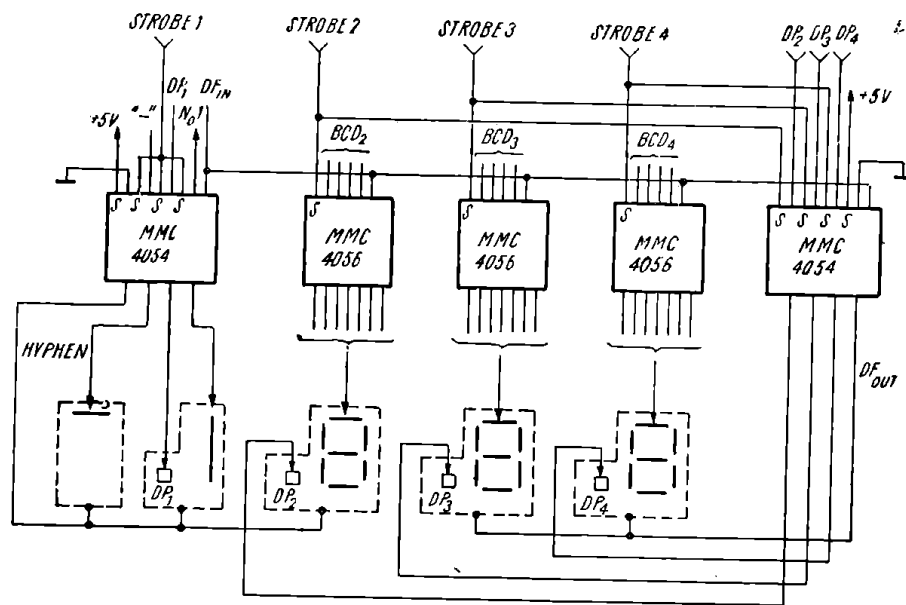 STROBE 1 STROBE 2 STROBE 3 STROBE 4 DP2 DP3 DP4
+5V "_" DP1 No1 DFIN BCD2 BCD3 BCD4 +5V
S S S S S S S S S S S
MMC 4054
MMC 4056
MMC 4056
MMC 4056
MMC 4054
HYPHEN
DFOUT
DP1 DP2 DP3 DP4